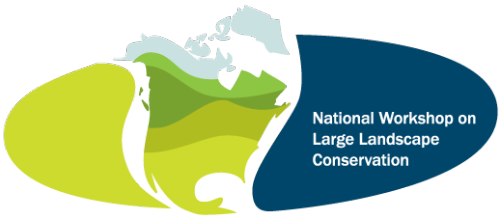 National Workshop on
Large Landscape
Conservation